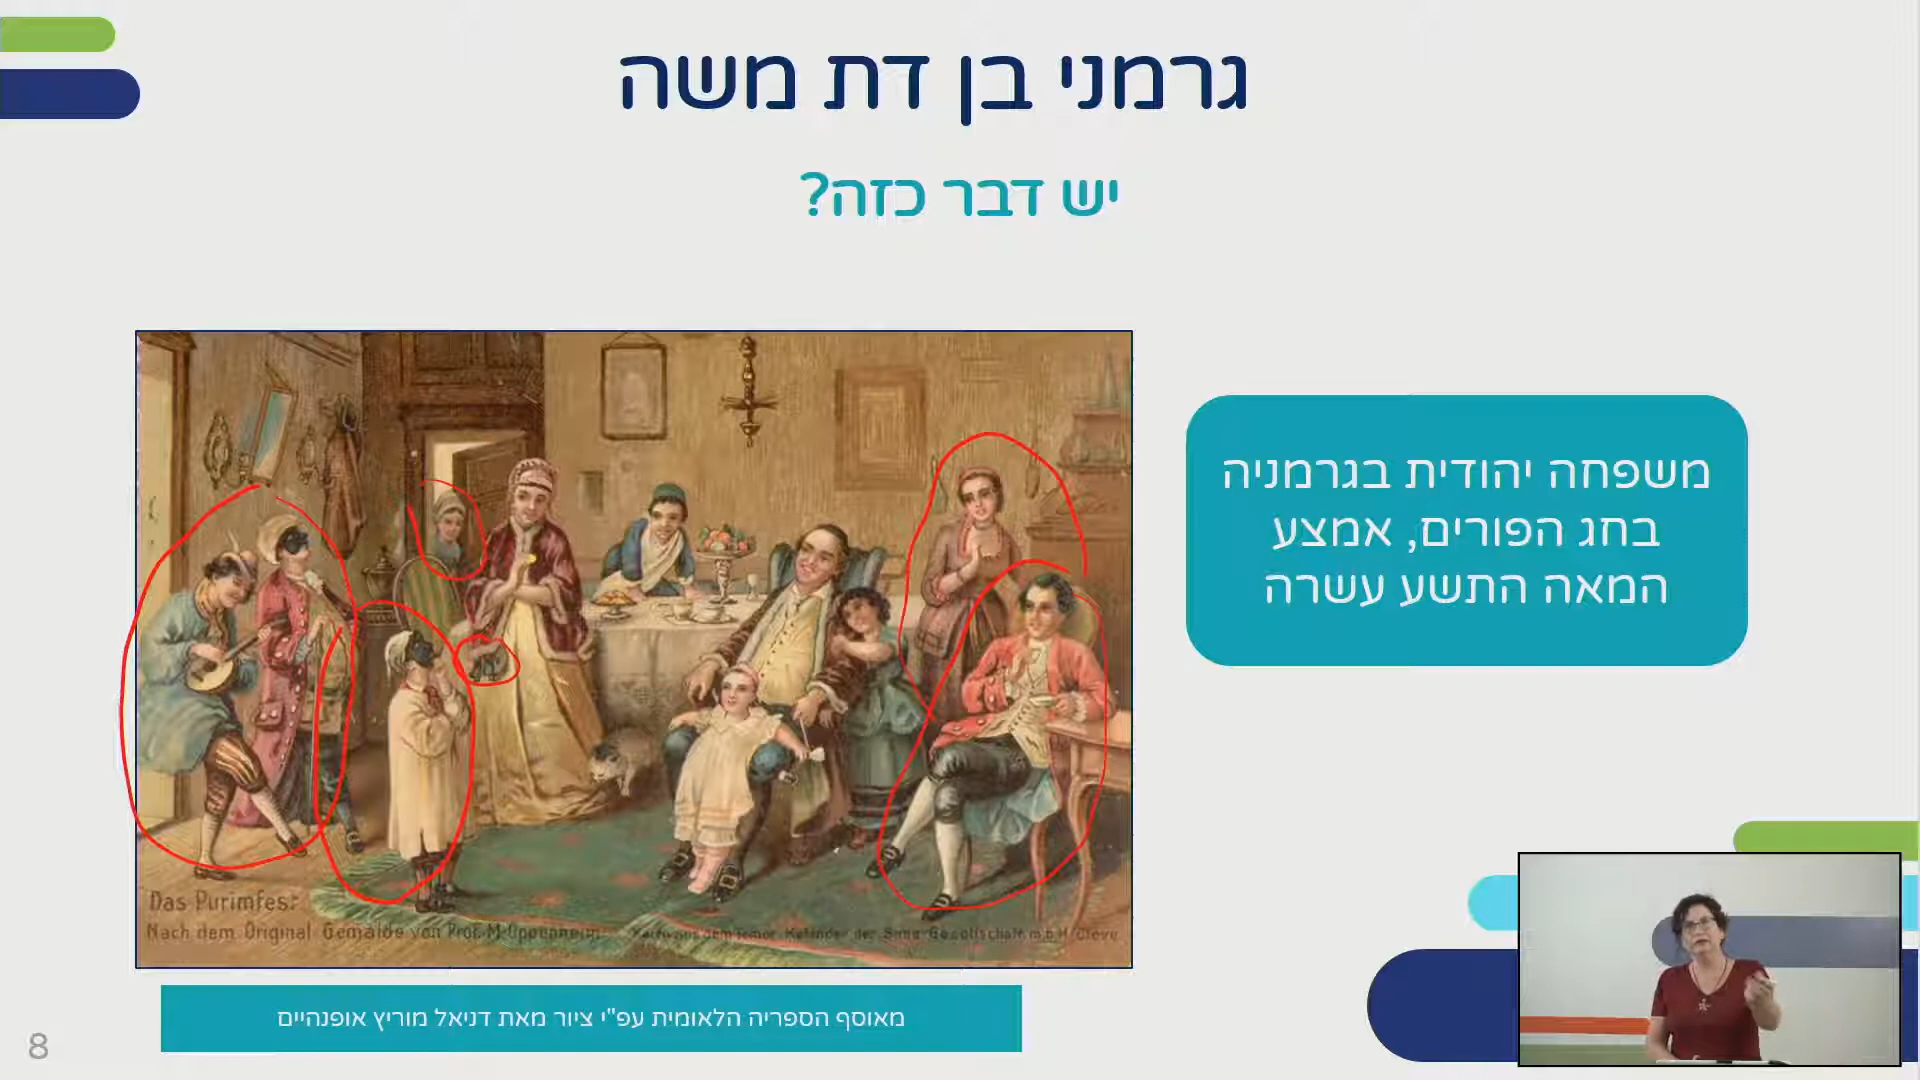 גרמני בן דת משה
יש דבר כזה?
משפחה יהודית בגרמניה
בחג הפורים, אמצע
המאה התשע עשרה
Das Purimfest
Nach dem Original Gemälde von Prof. M. Oppenheim
מאוסף הספריה הלאומית עפ"י ציור מאת דניאל מוריץ אופנהיים
8